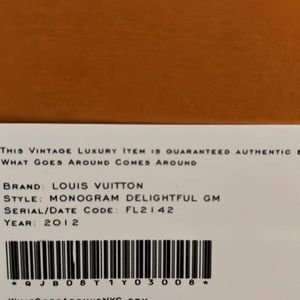 This Vintage Luxury Item is guaranteed authentic
What Goes Around Comes Around
Brand: LOUIS VUITTON
Style: MONOGRAM DELIGHTFUL GM
Serial/Date Code: FL2142
Year: 2012
*QJB08T1Y03008*